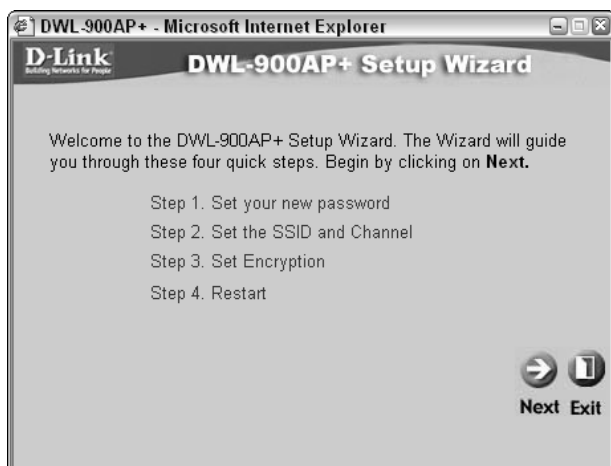 DWL-900AP+ - Microsoft Internet Explorer
D-Link
Building Networks for People
DWL-900AP+ Setup Wizard
Welcome to the DWL-900AP+ Setup Wizard. The Wizard will guide
you through these four quick steps. Begin by clicking on Next.
Step 1. Set your new password
Step 2. Set the SSID and Channel
Step 3. Set Encryption
Step 4. Restart
Next Exit